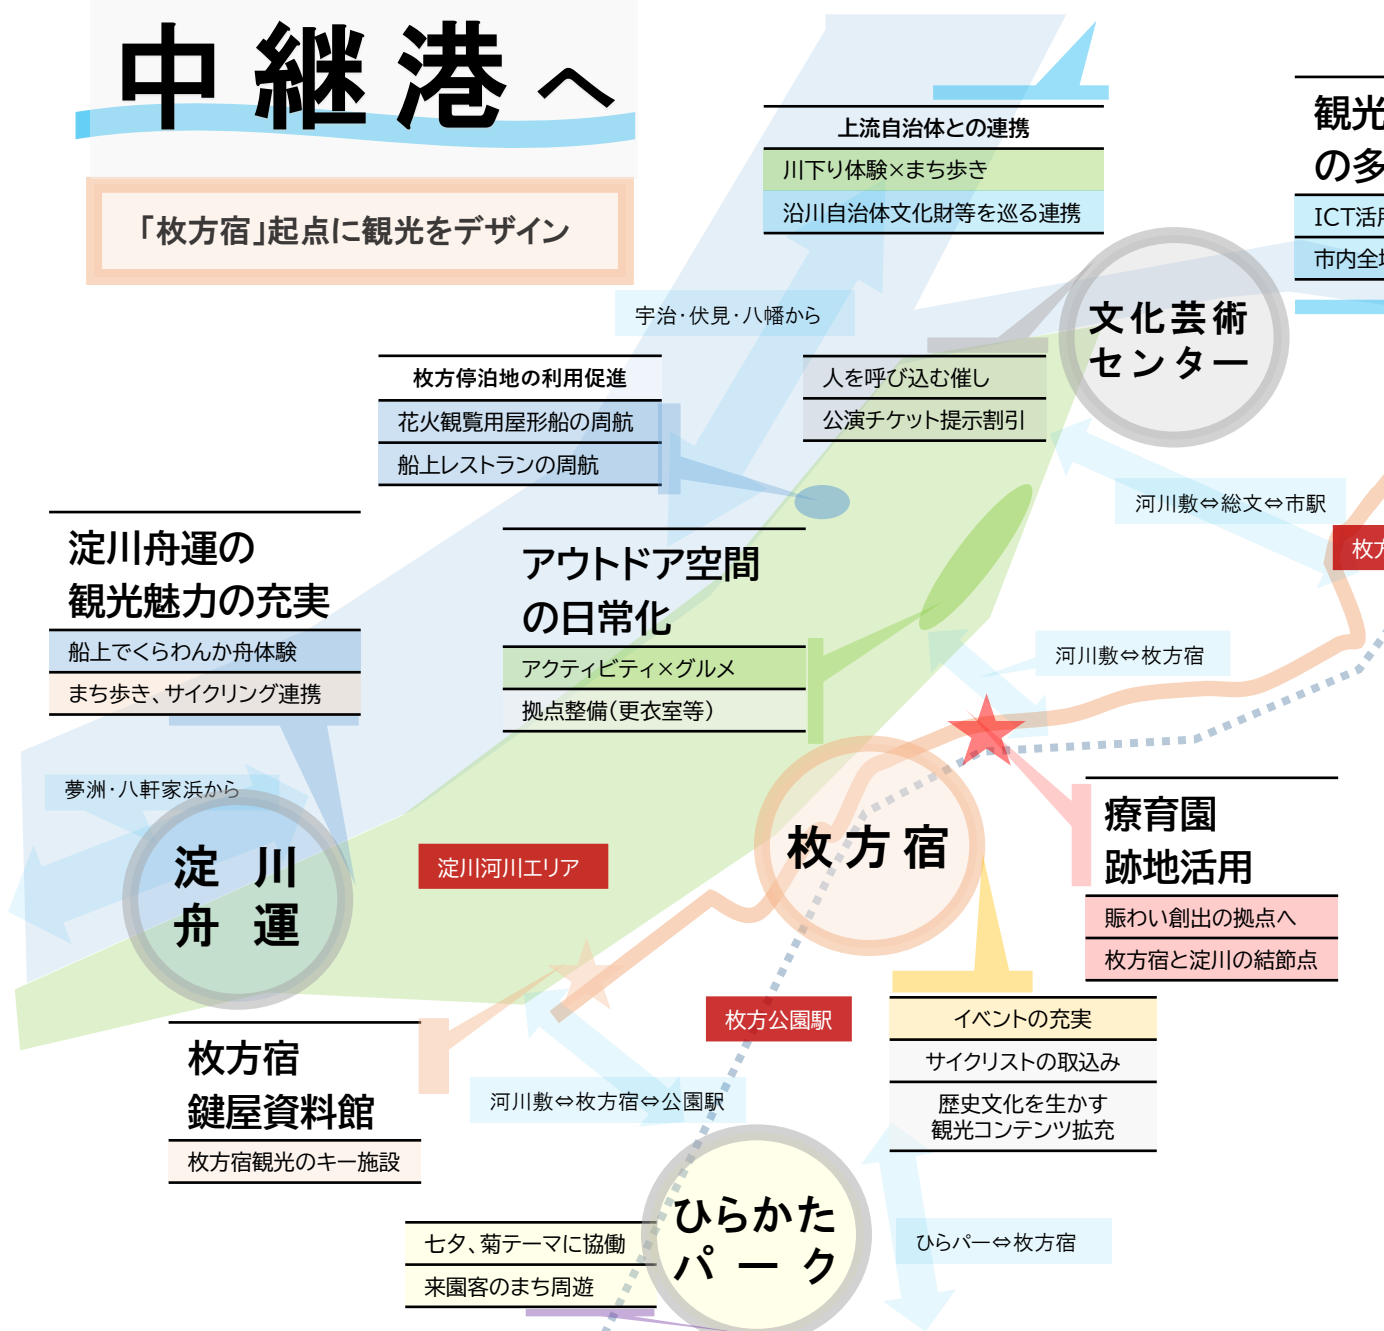 中継港へ
「枚方宿」起点に観光をデザイン
上流自治体との連携
川下り体験×まち歩き
沿川自治体文化財等を巡る連携
観光
の多
ICT活
市内全
宇治・伏見・八幡から
文化芸術
センター
人を呼び込む催し
公演チケット提示割引
枚方停泊地の利用促進
花火観覧用屋形船の周航
船上レストランの周航
河川敷⇔総文⇔市駅
枚方
淀川舟運の
観光魅力の充実
船上でくらわんか舟体験
まち歩き、サイクリング連携
アウトドア空間
の日常化
アクティビティ×グルメ
拠点整備(更衣室等)
河川敷⇔枚方宿
夢洲・八軒家浜から
淀川
舟運
淀川河川エリア
枚方宿
療育園
跡地活用
賑わい創出の拠点へ
枚方宿と淀川の結節点
枚方公園駅
イベントの充実
サイクリストの取込み
歴史文化を生かす
観光コンテンツ拡充
枚方宿
鍵屋資料館
枚方宿観光のキー施設
河川敷⇔枚方宿⇔公園駅
ひらかた
パーク
七夕、菊テーマに協働
来園客のまち周遊
ひらパー⇔枚方宿